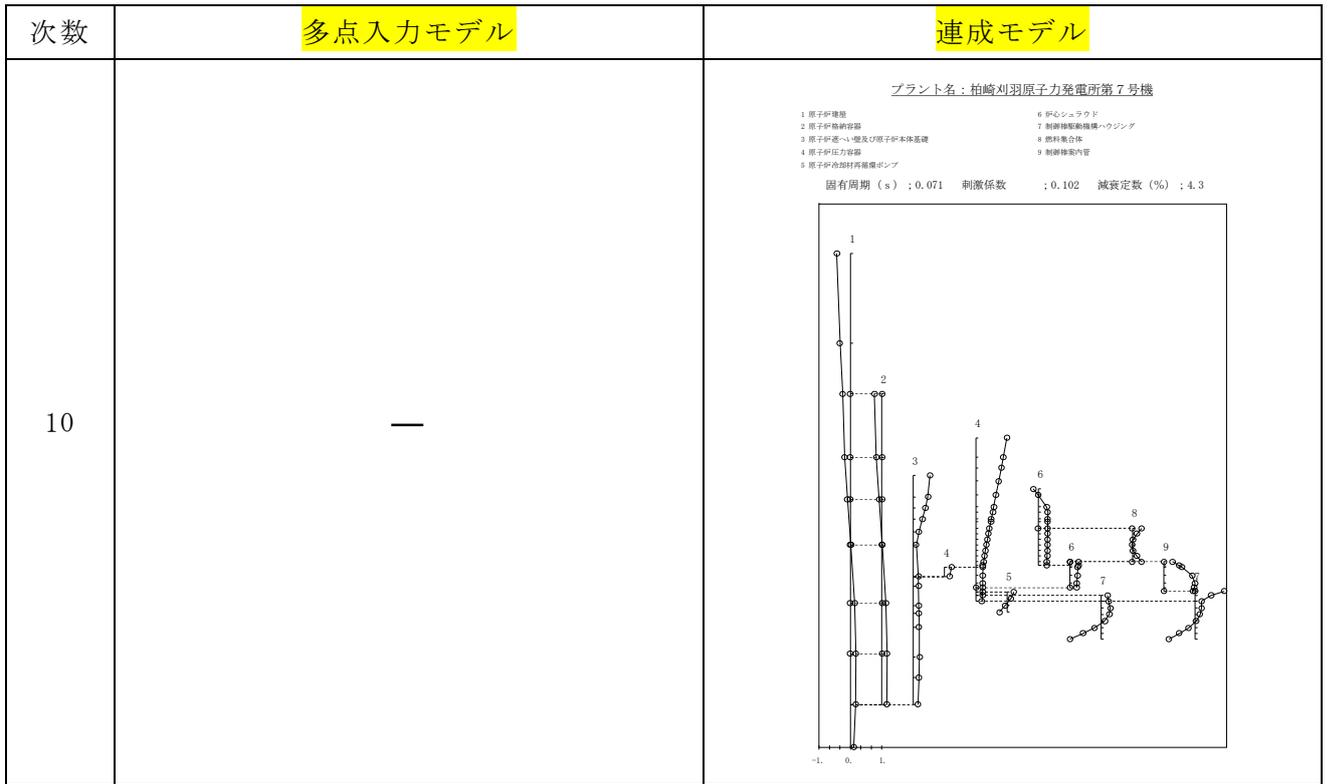 次数 多点入力モデル 連成モデル
プラント名：柏崎刈羽原子力発電所第７号機
1 原子炉建屋 6 炉心シュラウド
2 原子炉格納容器 7 制御棒駆動機構ハウジング
3 原子炉遮へい壁及び原子炉本体基礎 8 燃料集合体
4 原子炉圧力容器 9 制御棒案内管
5 原子炉冷却材再循環ポンプ
固有周期（ｓ）；0.071 刺激係数 ；0.102 減衰定数（％）；4.3
1
2
4
3
6
8
4
6
9
5
7
7
10 ―
-1. 0. 1.